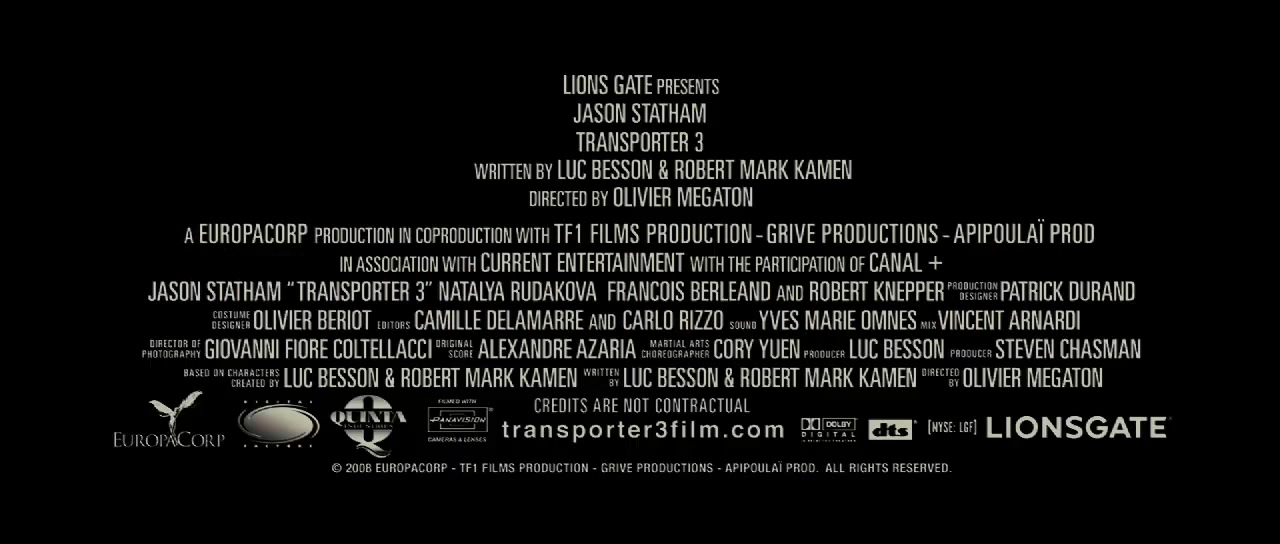 LIONS GATE PRESENTS
JASON STATHAM
TRANSPORTER 3
WRITTEN BY LUC BESSON & ROBERT MARK KAMEN
DIRECTED BY OLIVIER MEGATON
A EUROPACORP PRODUCTION IN COPRODUCTION WITH TF1 FILMS PRODUCTION - GRIVE PRODUCTIONS - APIPOULAÏ PROD
IN ASSOCIATION WITH CURRENT ENTERTAINMENT WITH THE PARTICIPATION OF CANAL +
JASON STATHAM "TRANSPORTER 3" NATALYA RUDAKOVA FRANCOIS BERLEAND AND ROBERT KNEPPER PRODUCTION DESIGNER PATRICK DURAND
COSTUME DESIGNER OLIVIER BERIOT EDITORS CAMILLE DELAMARRE AND CARLO RIZZO SOUND YVES MARIE OMNES MIX VINCENT ARNARDI
DIRECTOR OF PHOTOGRAPHY GIOVANNI FIORE COLTELLACCI ORIGINAL SCORE ALEXANDRE AZARIA MARTIAL ARTS CHOREOGRAPHER CORY YUEN PRODUCER LUC BESSON PRODUCER STEVEN CHASMAN
BASED ON CHARACTERS CREATED BY LUC BESSON & ROBERT MARK KAMEN WRITTEN BY LUC BESSON & ROBERT MARK KAMEN DIRECTED BY OLIVIER MEGATON
CREDITS ARE NOT CONTRACTUAL
EUROPACORP
DIGITAL
QUINTA
INDUSTRIES
FILMED WITH
PANAVISION
CAMERAS & LENSES
transporter3film.com
DOLBY
DIGITAL
dts
[NYSE: LGF]
LIONSGATE
© 2008 EUROPACORP - TF1 FILMS PRODUCTION - GRIVE PRODUCTIONS - APIPOULAÏ PROD. ALL RIGHTS RESERVED.